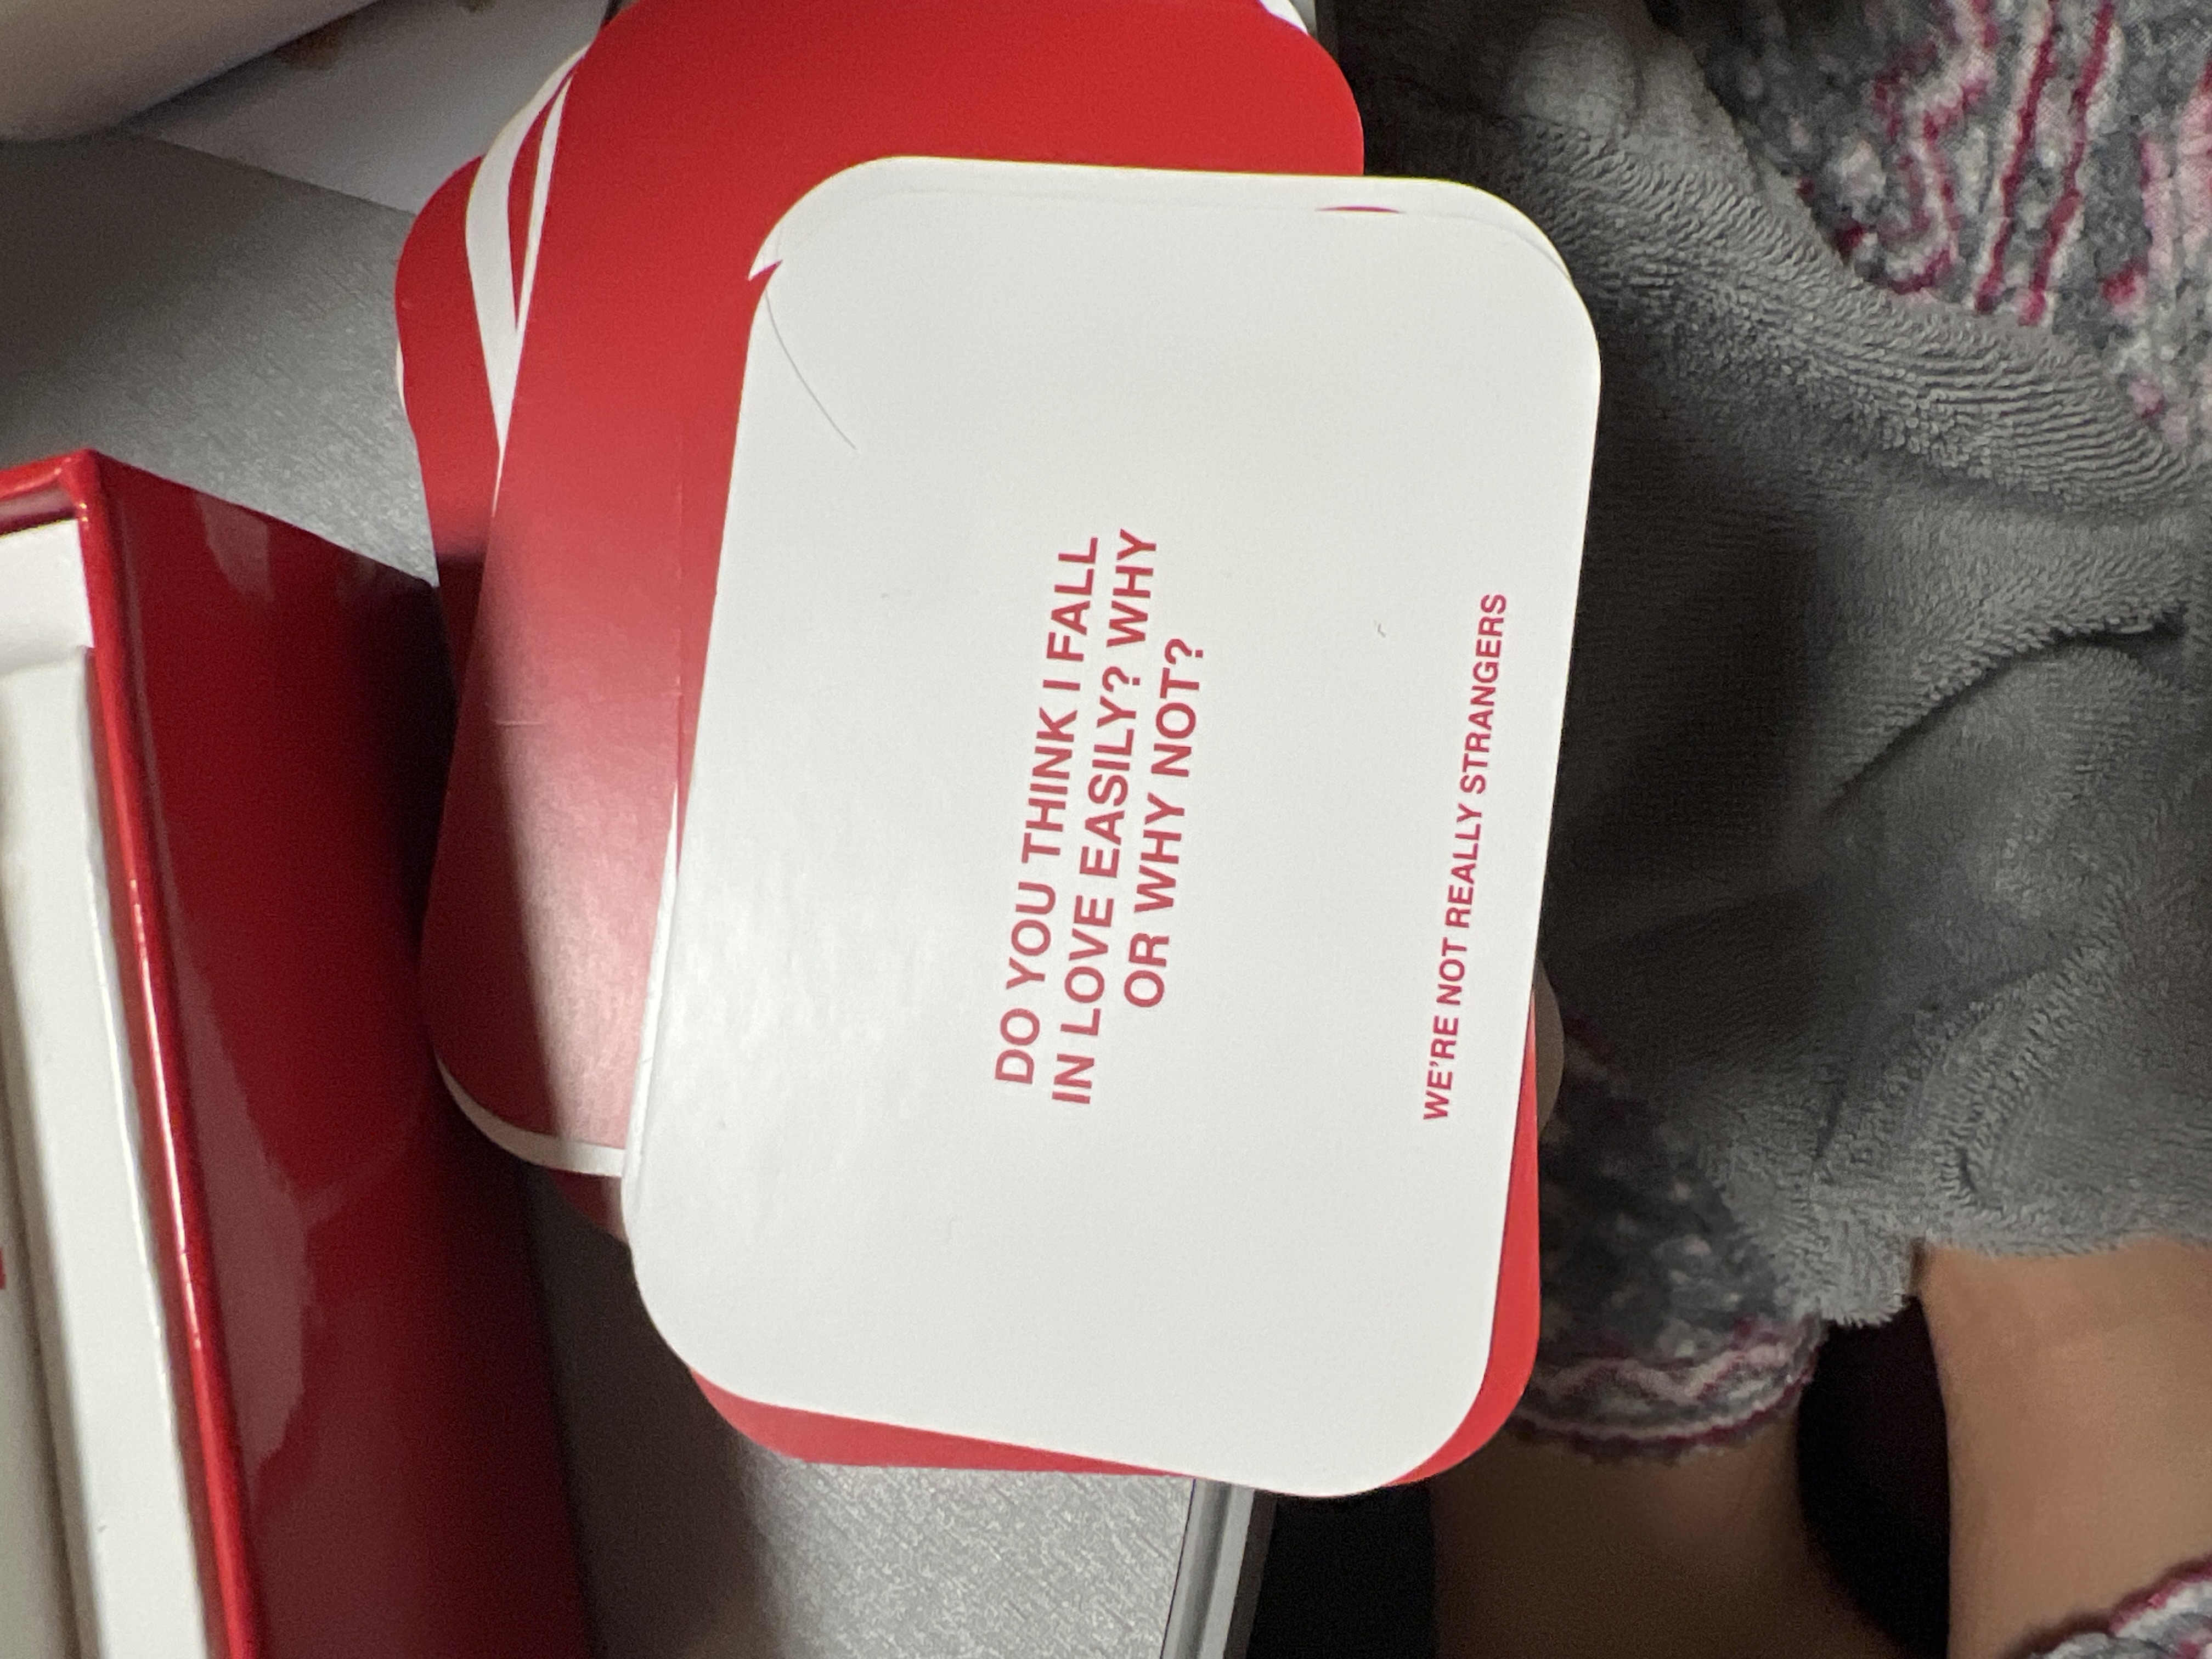 DO YOU THINK I FALL
IN LOVE EASILY? WHY
OR WHY NOT?
WE'RE NOT REALLY STRANGERS